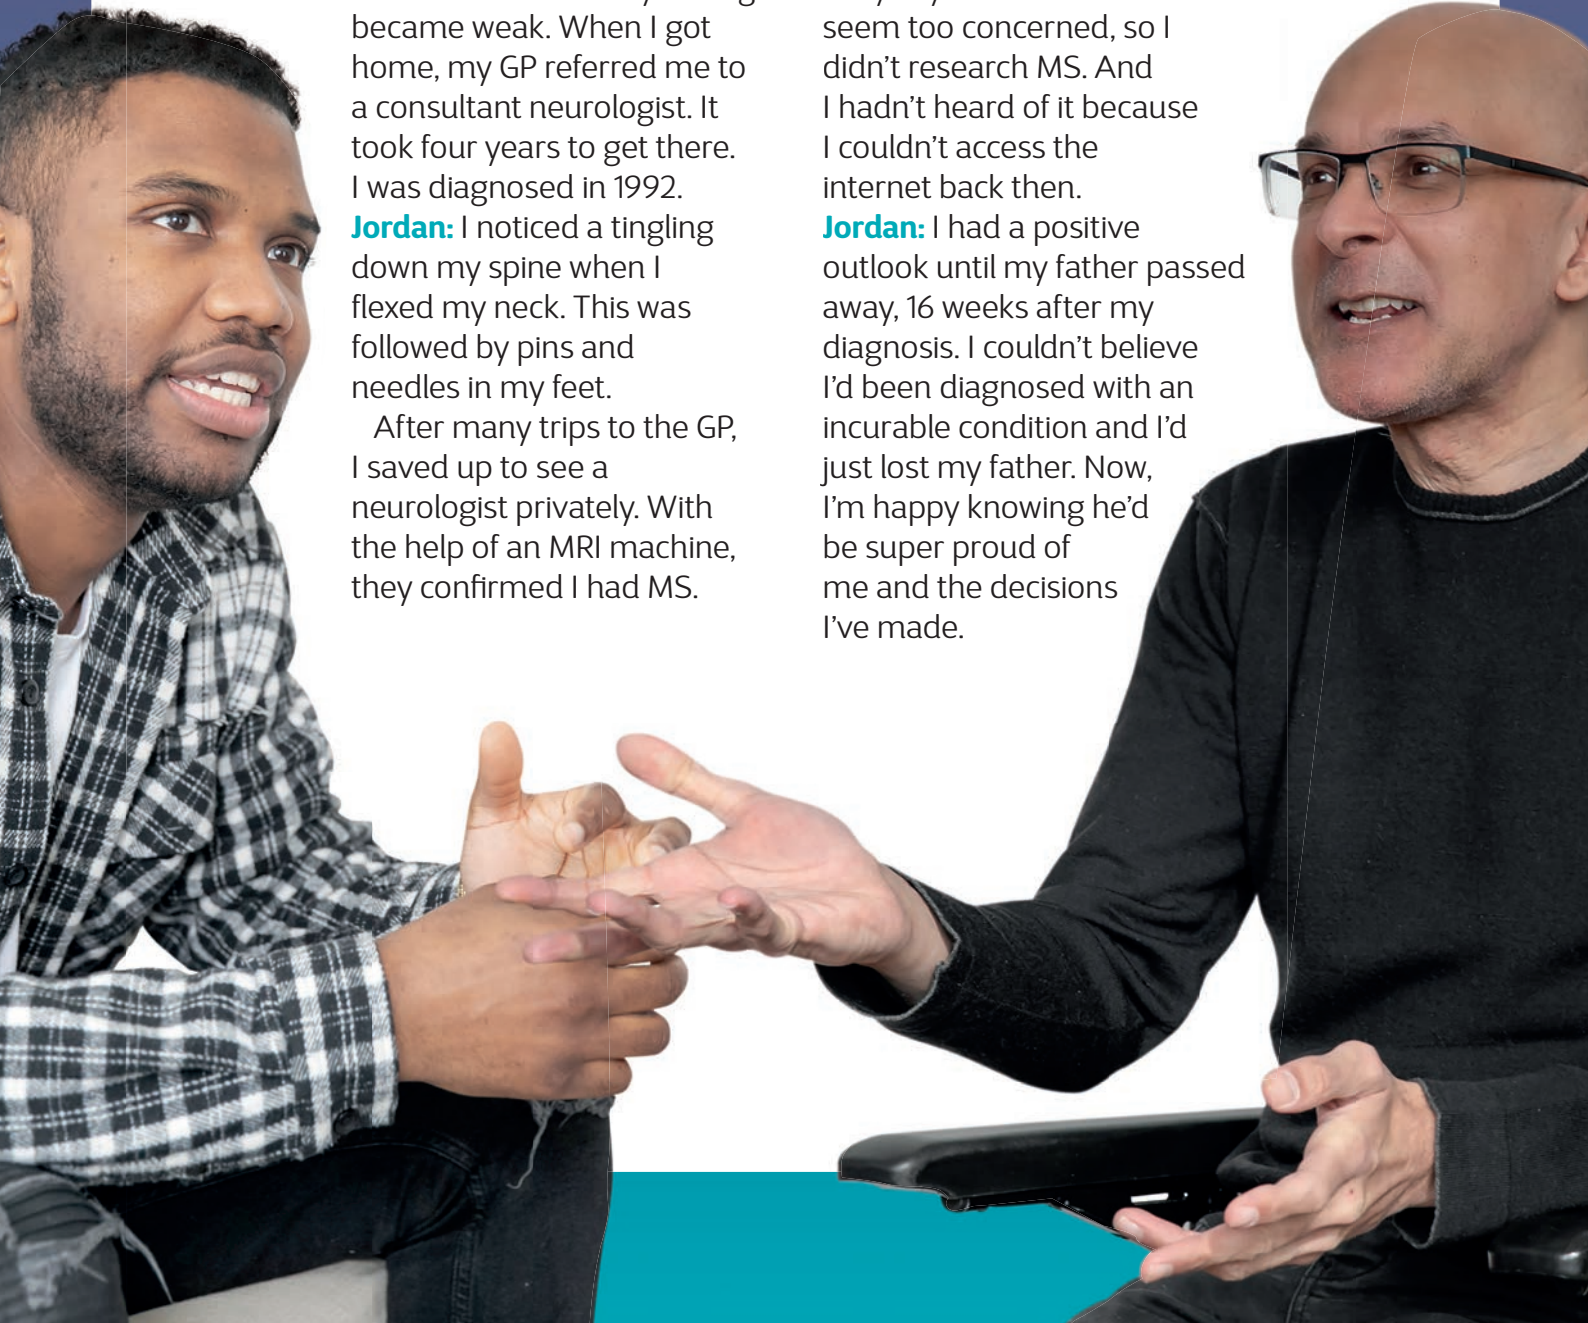 became weak. When I got
home, my GP referred me to
a consultant neurologist. It
took four years to get there.
I was diagnosed in 1992.
Jordan: I noticed a tingling
down my spine when I
flexed my neck. This was
followed by pins and
needles in my feet.
After many trips to the GP,
I saved up to see a
neurologist privately. With
the help of an MRI machine,
they confirmed I had MS.
seem too concerned, so I
didn't research MS. And
I hadn't heard of it because
I couldn't access the
internet back then.
Jordan: I had a positive
outlook until my father passed
away, 16 weeks after my
diagnosis. I couldn't believe
I'd been diagnosed with an
incurable condition and I'd
just lost my father. Now,
I'm happy knowing he'd
be super proud of
me and the decisions
I've made.